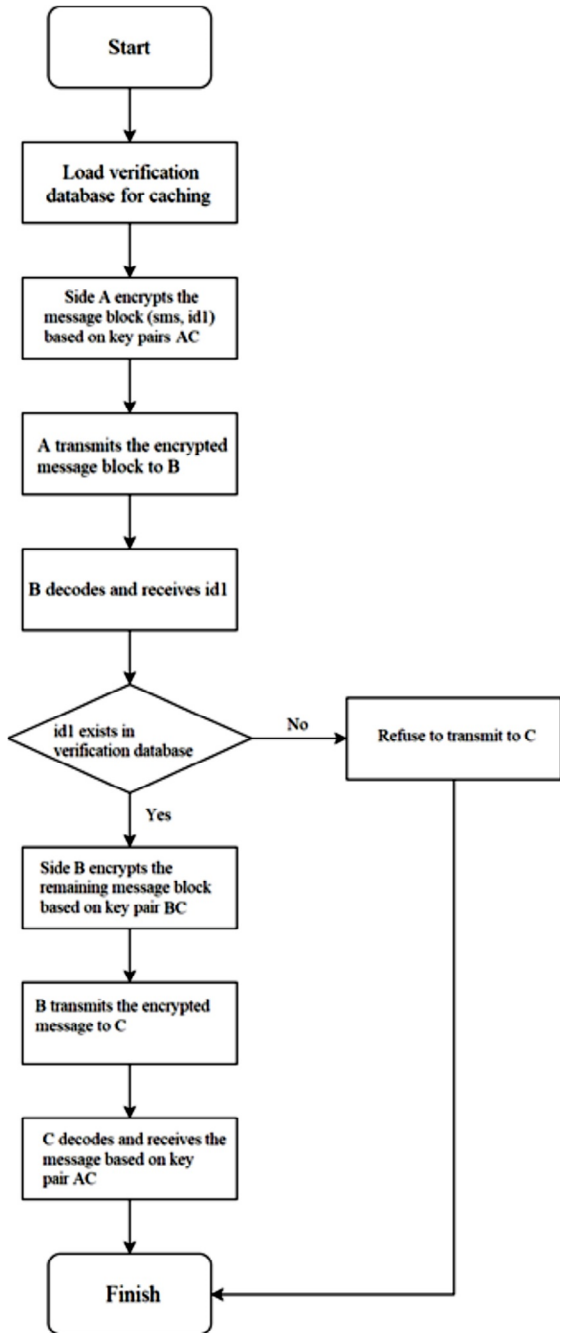 Start
Load verification
database for caching
Side A encrypts the
message block (sms, id1)
based on key pairs AC
A transmits the encrypted
message block to B
B decodes and receives id1
id1 exists in
verification database
No
Refuse to transmit to C
Yes
Side B encrypts the
remaining message block
based on key pair BC
B transmits the encrypted
message to C
C decodes and receives the
message based on key
pair AC
Finish